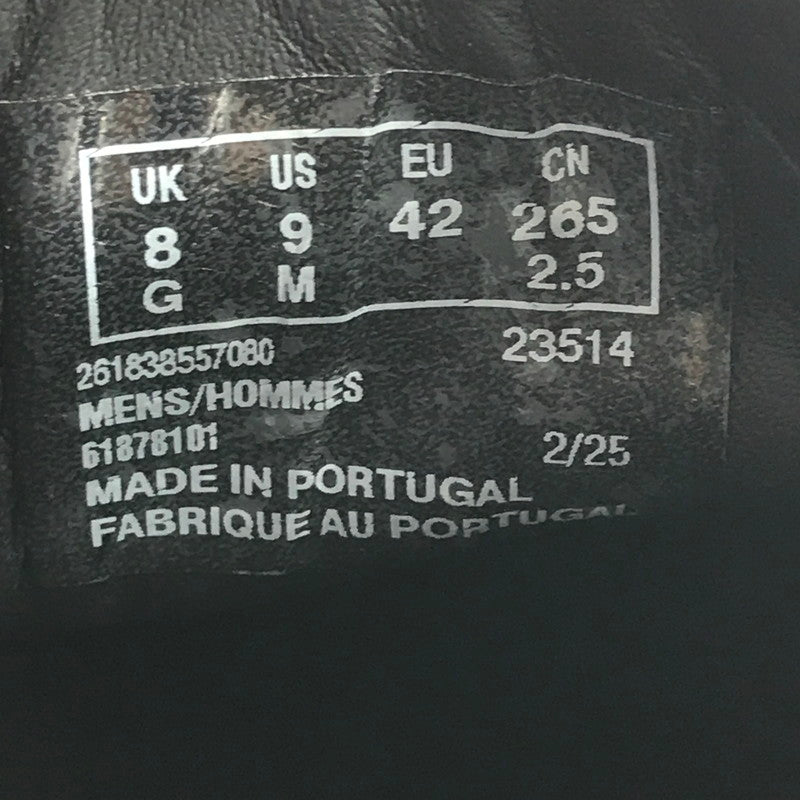 UK US EU CN
8 9 42 265
G M 2.5
261838557080 23514
MENS/HOMMES
61878101 2/25
MADE IN PORTUGAL
FABRIQUE AU PORTUGAL